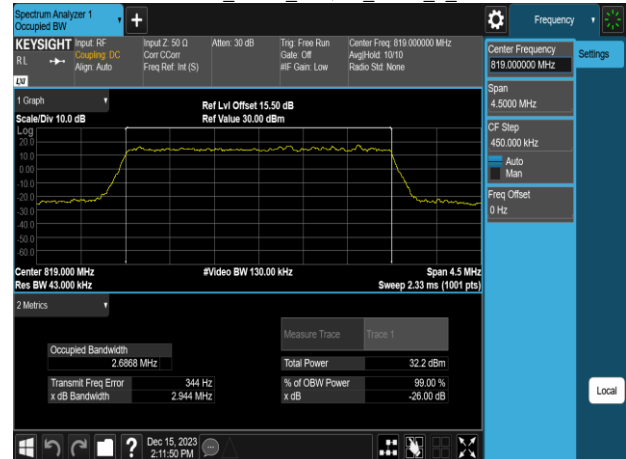 Spectrum Analyzer 1
Occupied BW
+
Frequency
KEYSIGHT
RL
LXI
Input: RF
Coupling: DC
Align: Auto
Input Z: 50 Ω
Corr CCorr
Freq Ref: Int (S)
Atten: 30 dB
Trig: Free Run
Gate: Off
#IF Gain: Low
Center Freq: 819.000000 MHz
Avg|Hold: 10/10
Radio Std: None
Center Frequency
819.000000 MHz
Settings
Span
4.5000 MHz
CF Step
450.000 kHz
Auto
Man
Freq Offset
0 Hz
Local
1 Graph
Scale/Div 10.0 dB
Ref Lvl Offset 15.50 dB
Ref Value 30.00 dBm
Log
20.0
10.0
0.00
-10.0
-20.0
-30.0
-40.0
-50.0
-60.0
Center 819.000 MHz
Res BW 43.000 kHz
#Video BW 130.00 kHz
Span 4.5 MHz
Sweep 2.33 ms (1001 pts)
2 Metrics
Measure Trace Trace 1
Occupied Bandwidth
2.6868 MHz
Total Power 32.2 dBm
Transmit Freq Error 344 Hz
% of OBW Power 99.00 %
x dB Bandwidth 2.944 MHz
x dB -26.00 dB
?
Dec 15, 2023
2:11:50 PM